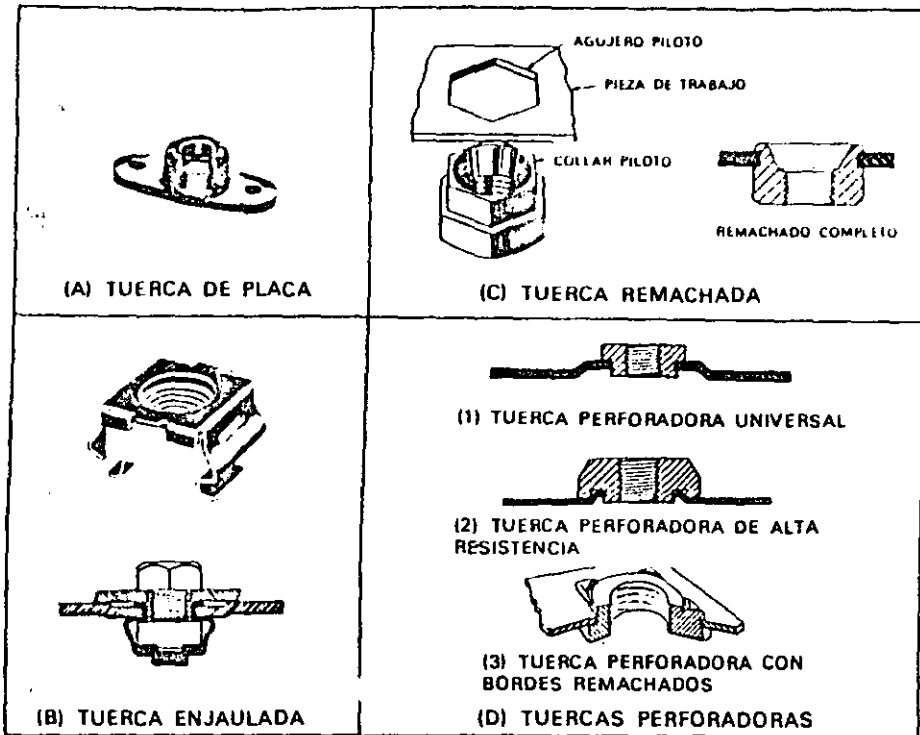 (A) TUERCA DE PLACA
AGUJERO PILOTO
PIEZA DE TRABAJO
COLLAR PILOTO
REMACHADO COMPLETO
(C) TUERCA REMACHADA
(B) TUERCA ENJAULADA
(1) TUERCA PERFORADORA UNIVERSAL
(2) TUERCA PERFORADORA DE ALTA
RESISTENCIA
(3) TUERCA PERFORADORA CON
BORDES REMACHADOS
(D) TUERCAS PERFORADORAS